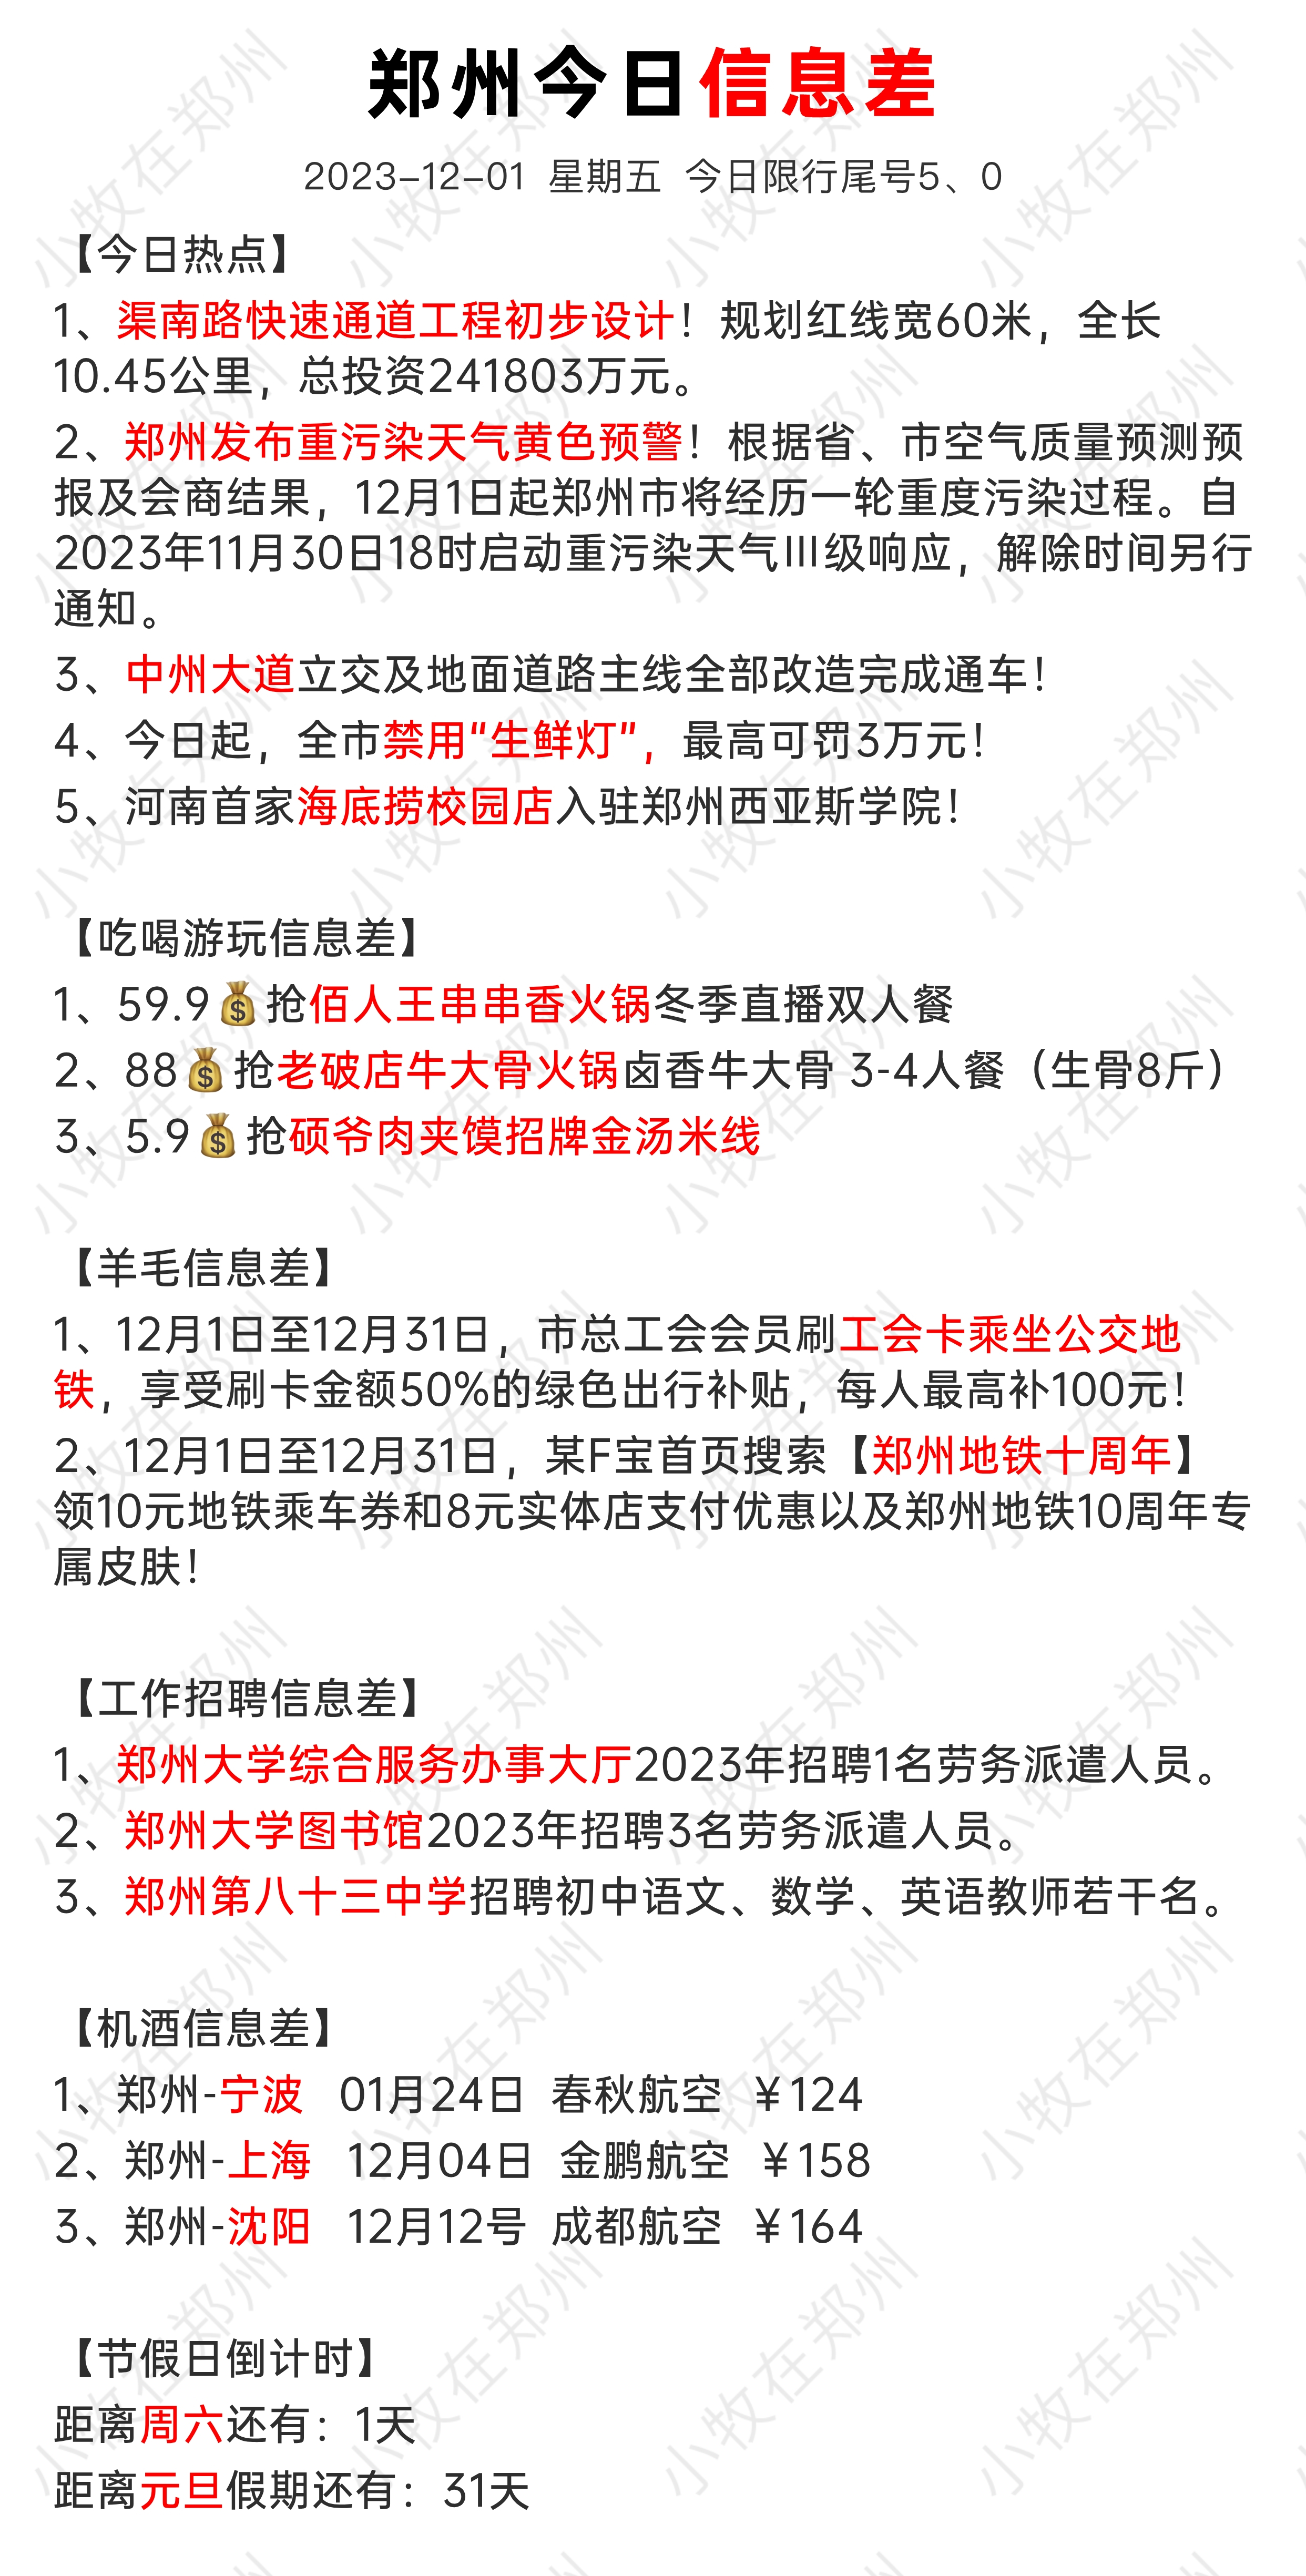 郑州今日信息差
2023-12-01 星期五 今日限行尾号5、0
【今日热点】
1、渠南路快速通道工程初步设计！规划红线宽60米，全长
10.45公里，总投资241803万元。
2、郑州发布重污染天气黄色预警！根据省、市空气质量预测预
报及会商结果，12月1日起郑州市将经历一轮重度污染过程。自
2023年11月30日18时启动重污染天气Ⅲ级响应，解除时间另行
通知。
3、中州大道立交及地面道路主线全部改造完成通车！
4、今日起，全市禁用“生鲜灯”，最高可罚3万元！
5、河南首家海底捞校园店入驻郑州西亚斯学院！
【吃喝游玩信息差】
1、59.9💰抢佰人王串串香火锅冬季直播双人餐
2、88💰抢老破店牛大骨火锅卤香牛大骨 3-4人餐（生骨8斤）
3、5.9💰抢硕爷肉夹馍招牌金汤米线
【羊毛信息差】
1、12月1日至12月31日，市总工会会员刷工会卡乘坐公交地
铁，享受刷卡金额50%的绿色出行补贴，每人最高补100元！
2、12月1日至12月31日，某F宝首页搜索【郑州地铁十周年】
领10元地铁乘车券和8元实体店支付优惠以及郑州地铁10周年专
属皮肤！
【工作招聘信息差】
1、郑州大学综合服务办事大厅2023年招聘1名劳务派遣人员。
2、郑州大学图书馆2023年招聘3名劳务派遣人员。
3、郑州第八十三中学招聘初中语文、数学、英语教师若干名。
【机酒信息差】
1、郑州-宁波 01月24日 春秋航空 ￥124
2、郑州-上海 12月04日 金鹏航空 ￥158
3、郑州-沈阳 12月12号 成都航空 ￥164
【节假日倒计时】
距离周六还有：1天
距离元旦假期还有：31天
小牧在郑州